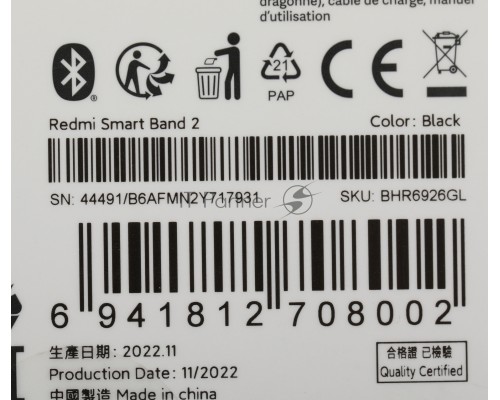 dragonne), câble de charge, manuel
d'utilisation
21
PAP
Redmi Smart Band 2
Color: Black
SN: 44491/B6AFMN2Y717931
SKU: BHR6926GL
IT Partner
6 941812 708002
生產日期: 2022.11
Production Date: 11/2022
中國製造 Made in china
合格證 已檢驗
Quality Certified